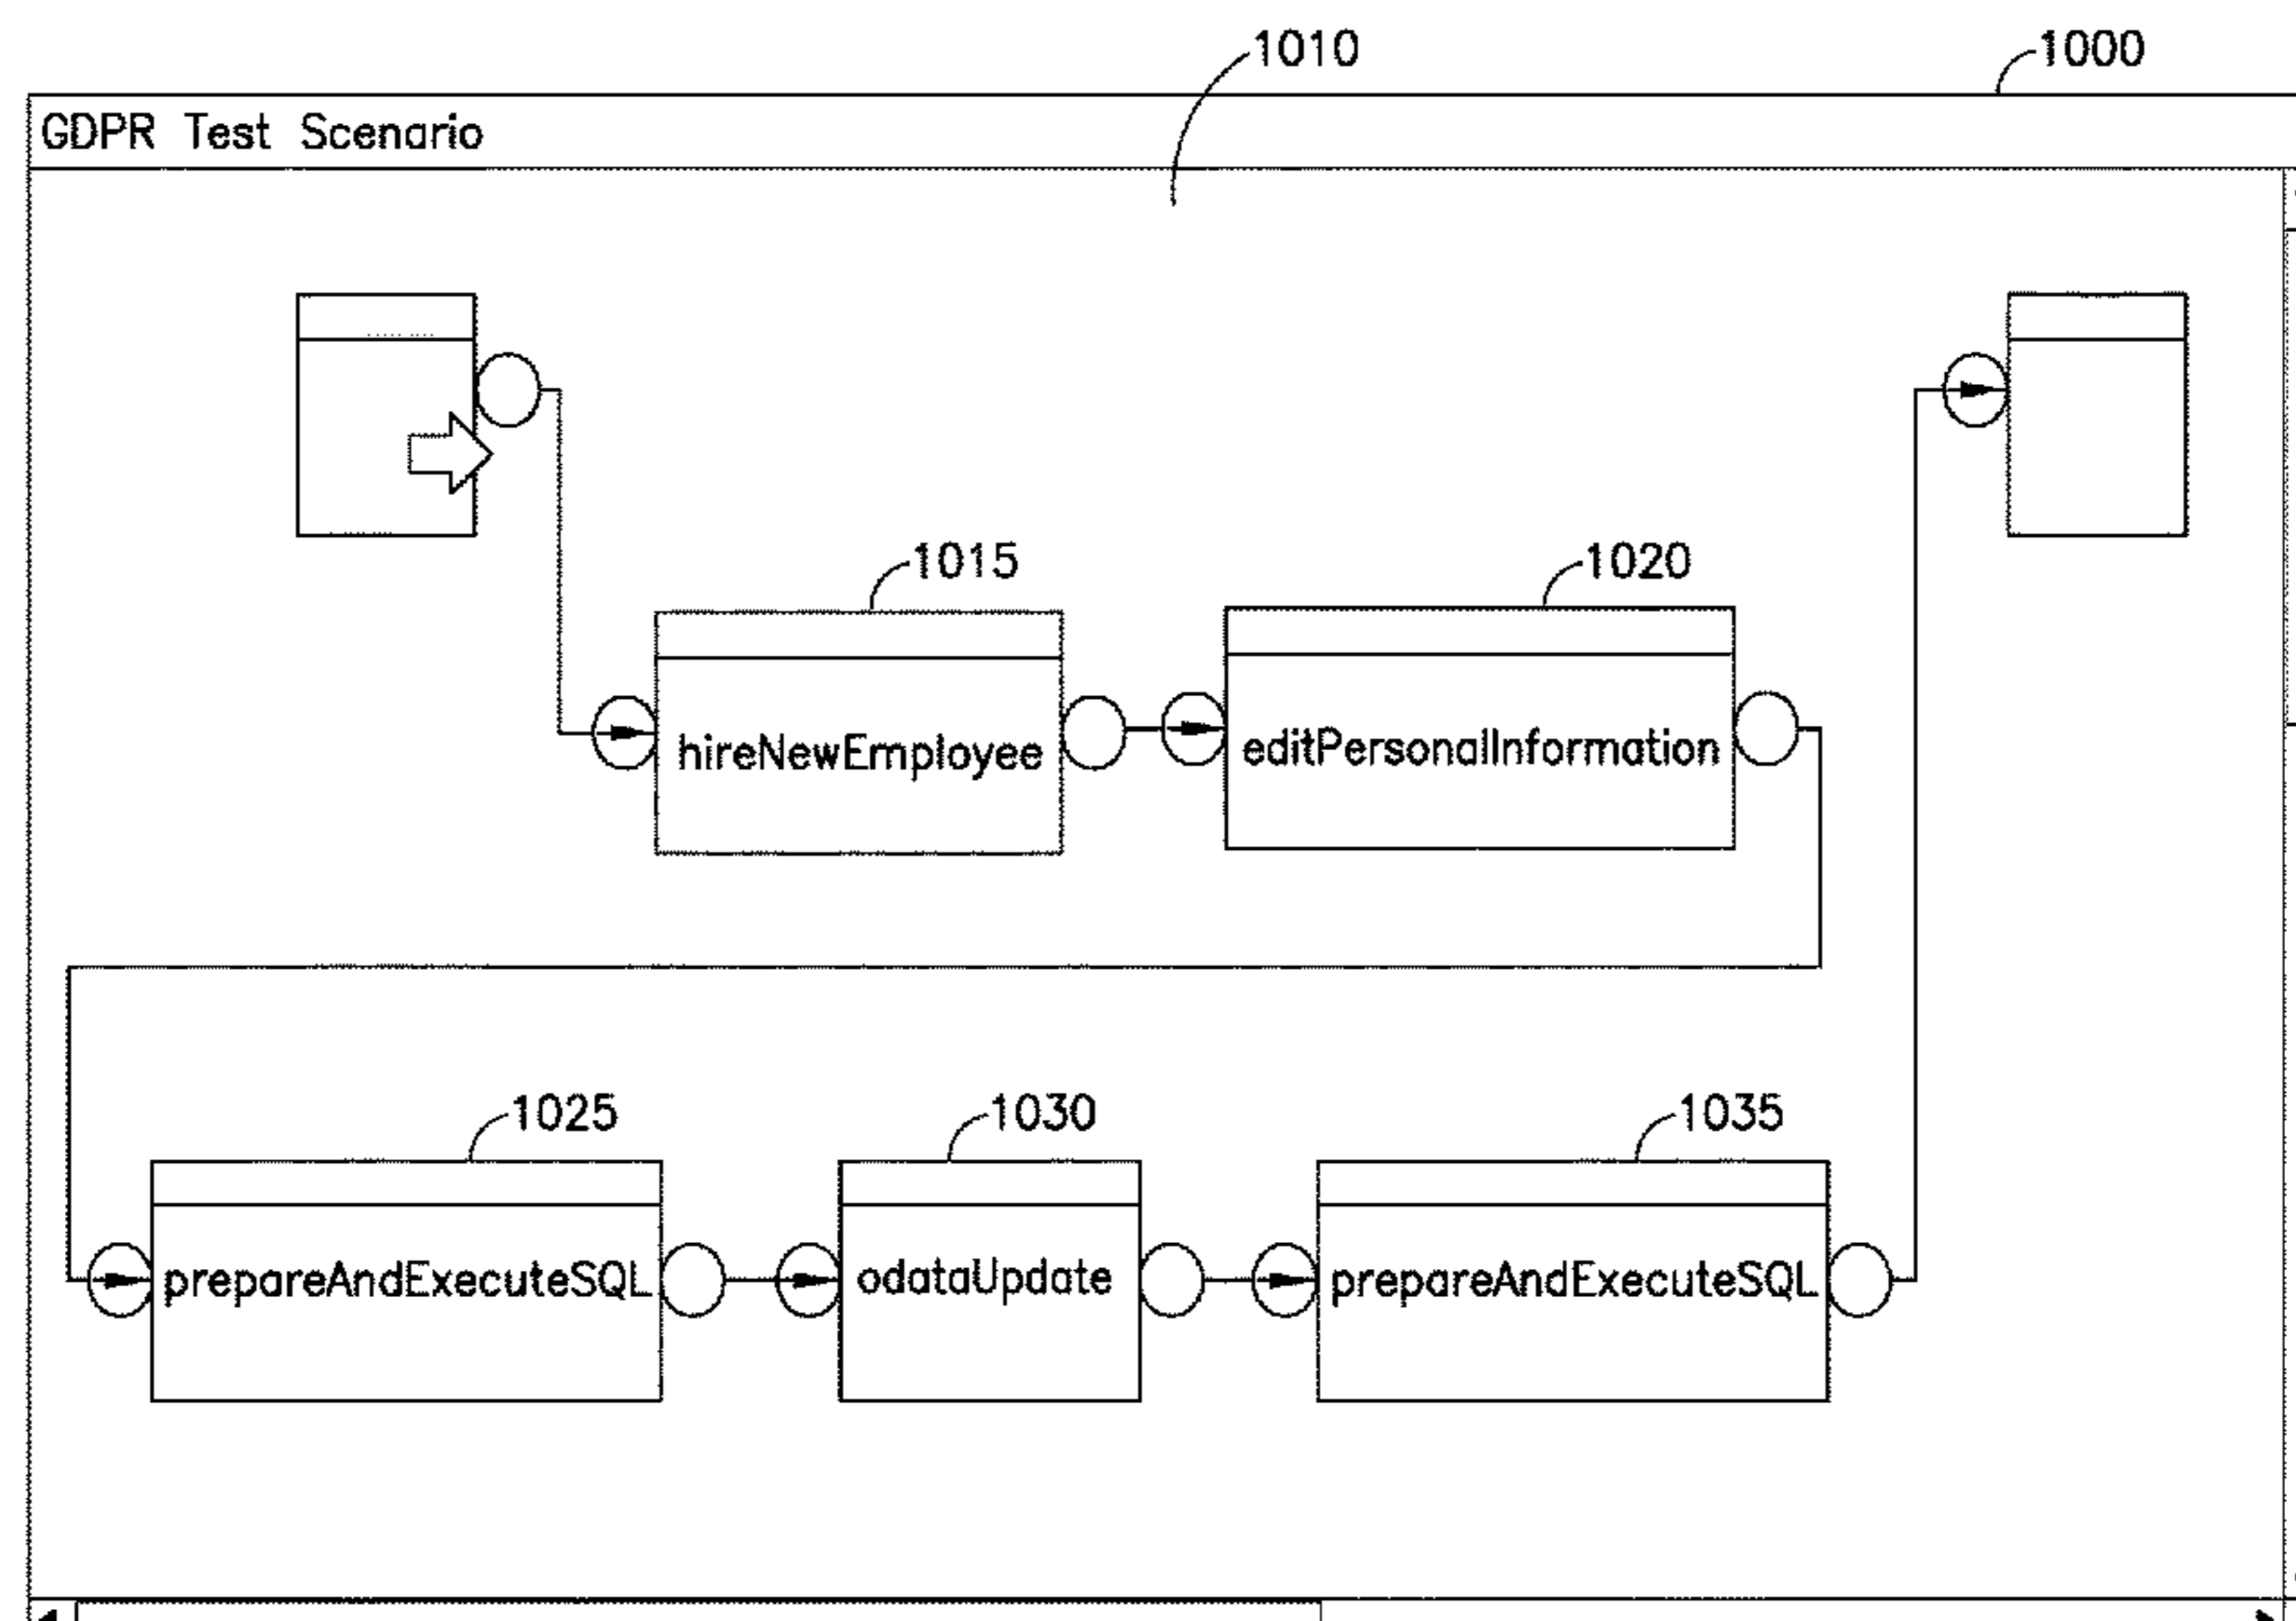 1010
1000
GDPR Test Scenario
1015
1020
hireNewEmployee
editPersonalInformation
1025
1030
1035
prepareAndExecuteSQL
odataUpdate
prepareAndExecuteSQL